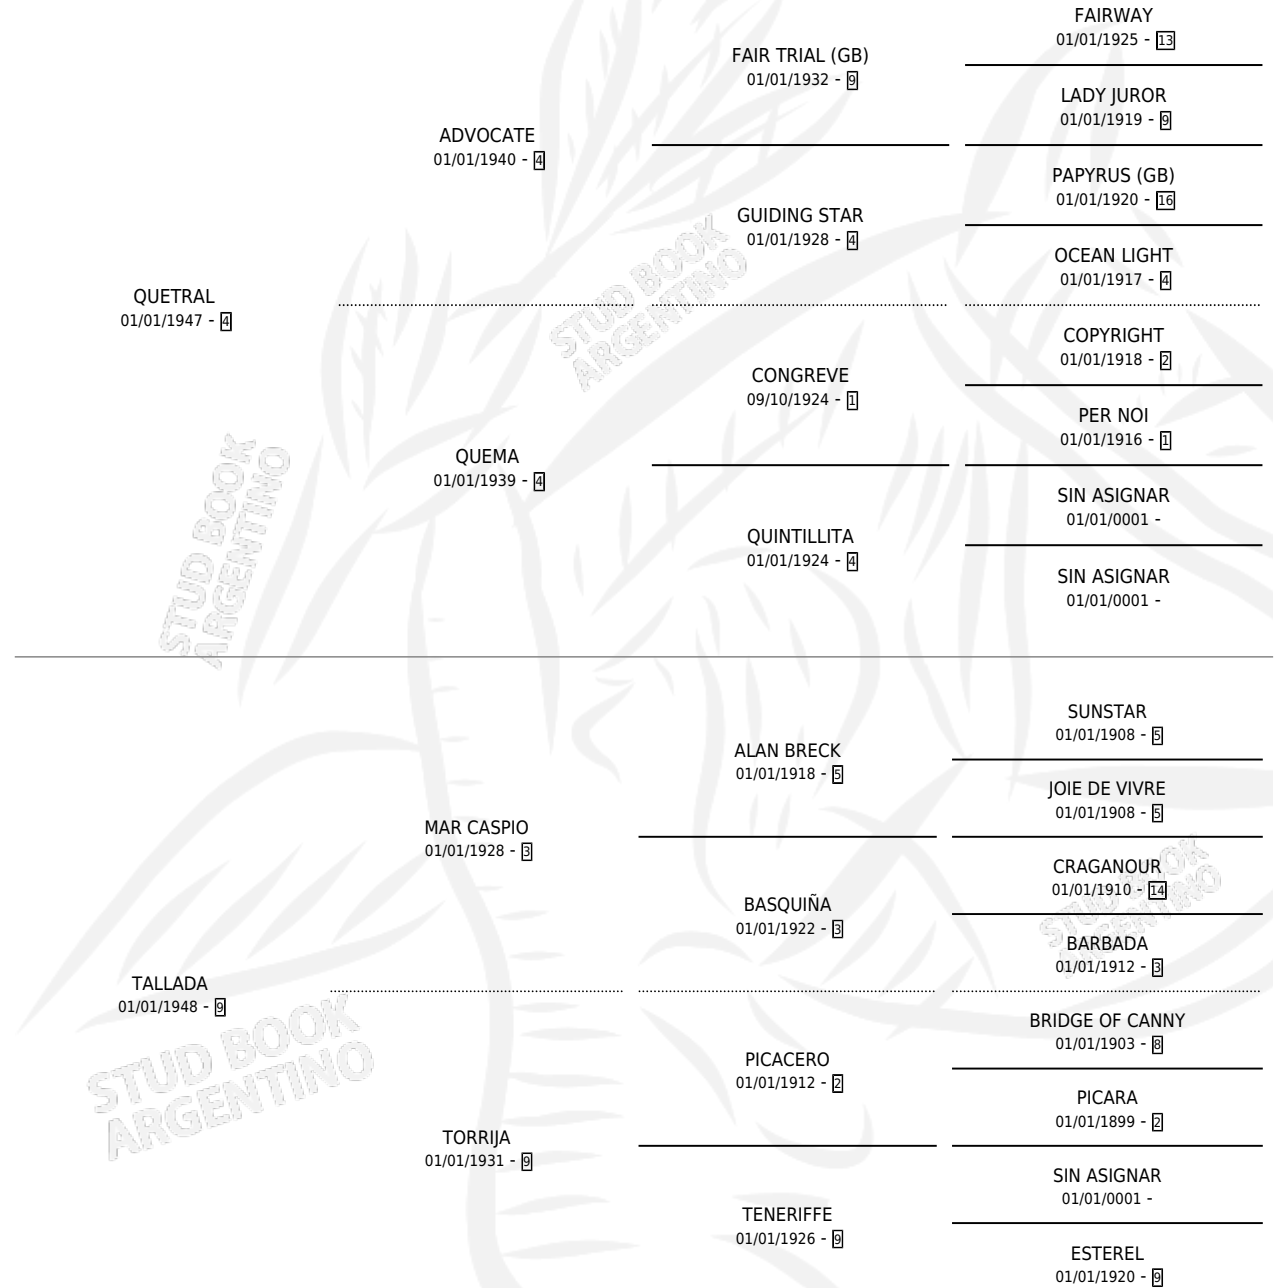 FAIRWAY
01/01/1925 - 13
FAIR TRIAL (GB)
01/01/1932 - 9
LADY JUROR
01/01/1919 - 9
ADVOCATE
01/01/1940 - 4
PAPYRUS (GB)
01/01/1920 - 16
GUIDING STAR
01/01/1928 - 4
OCEAN LIGHT
01/01/1917 - 4
QUETRAL
01/01/1947 - 4
COPYRIGHT
01/01/1918 - 2
CONGREVE
09/10/1924 - 1
PER NOI
01/01/1916 - 1
QUEMA
01/01/1939 - 4
SIN ASIGNAR
01/01/0001 -
QUINTILLITA
01/01/1924 - 4
SIN ASIGNAR
01/01/0001 -
SUNSTAR
01/01/1908 - 5
ALAN BRECK
01/01/1918 - 5
JOIE DE VIVRE
01/01/1908 - 5
MAR CASPIO
01/01/1928 - 3
CRAGANOUR
01/01/1910 - 14
BASQUIÑA
01/01/1922 - 3
BARBADA
01/01/1912 - 3
TALLADA
01/01/1948 - 9
BRIDGE OF CANNY
01/01/1903 - 8
PICACERO
01/01/1912 - 2
PICARA
01/01/1899 - 2
TORRIJA
01/01/1931 - 9
SIN ASIGNAR
01/01/0001 -
TENERIFFE
01/01/1926 - 9
ESTEREL
01/01/1920 - 9
STUD BOOK
ARGENTINO
STUD BOOK
ARGENTINO
STUD BOOK
ARGENTINO
STUD BOOK
ARGENTINO